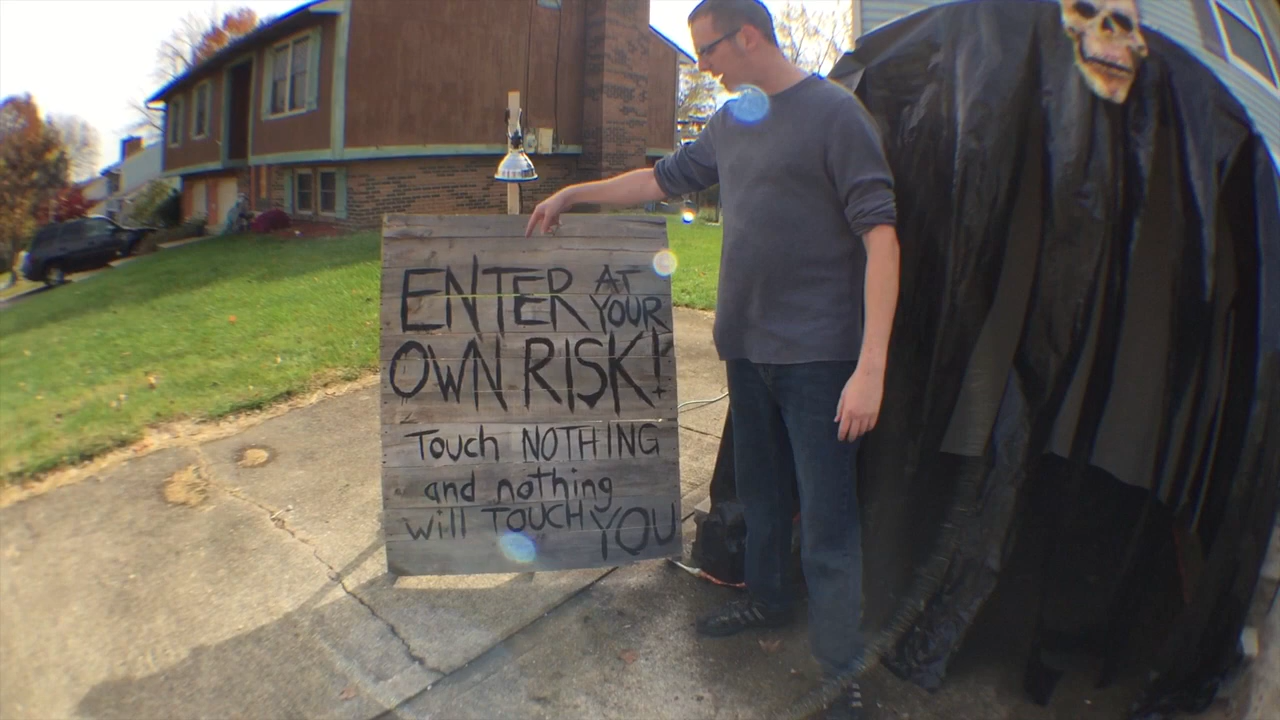 ENTER AT YOUR
OWN RISK!
Touch NOTHING
and nothing
will TOUCH YOU